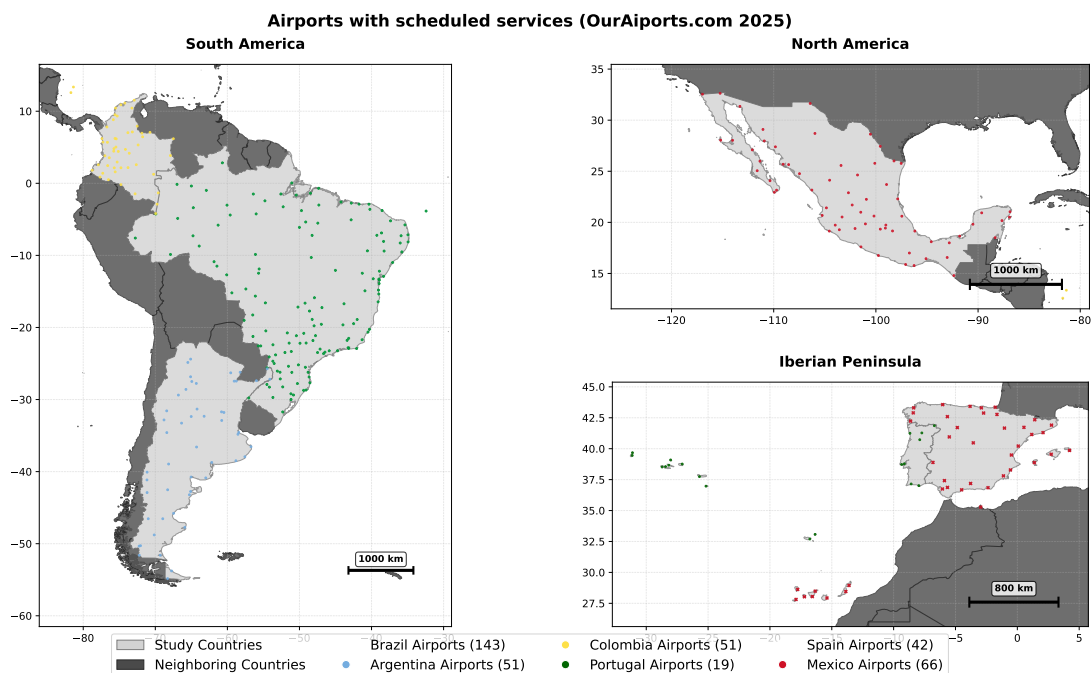 Airports with scheduled services (OurAiports.com 2025)
South America
10
0
−10
−20
−30
−40
−50
−60
−80
−70
−60
−50
−40
−30
1000 km
North America
35
30
25
20
15
−120
−110
−100
−90
−80
1000 km
Iberian Peninsula
45.0
42.5
40.0
37.5
35.0
32.5
30.0
27.5
−30
−25
−20
−15
−10
−5
0
5
800 km
Study Countries
Neighboring Countries
Brazil Airports (143)
Argentina Airports (51)
Colombia Airports (51)
Portugal Airports (19)
Spain Airports (42)
Mexico Airports (66)